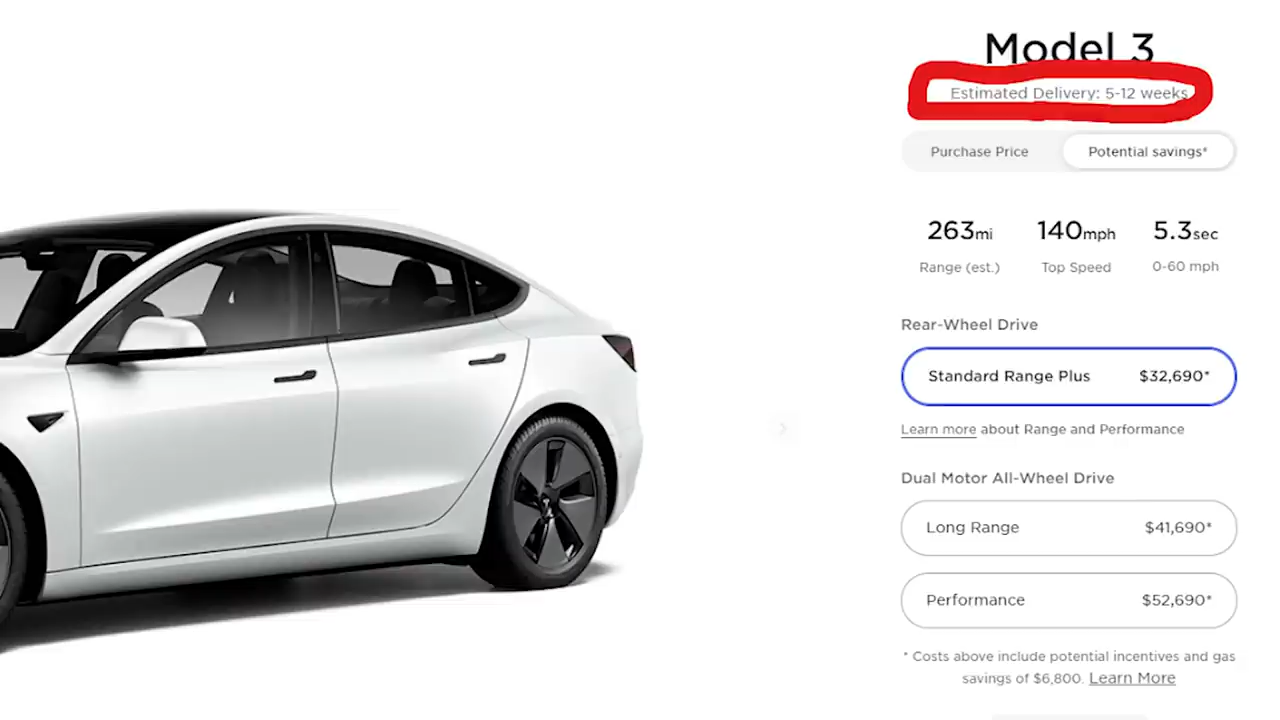 Model 3
Estimated Delivery: 5-12 weeks
Purchase Price Potential savings*
263mi 140mph 5.3sec
Range (est.) Top Speed 0-60 mph
Rear-Wheel Drive
Standard Range Plus $32,690*
Learn more about Range and Performance
Dual Motor All-Wheel Drive
Long Range $41,690*
Performance $52,690*
* Costs above include potential incentives and gas
savings of $6,800. Learn More